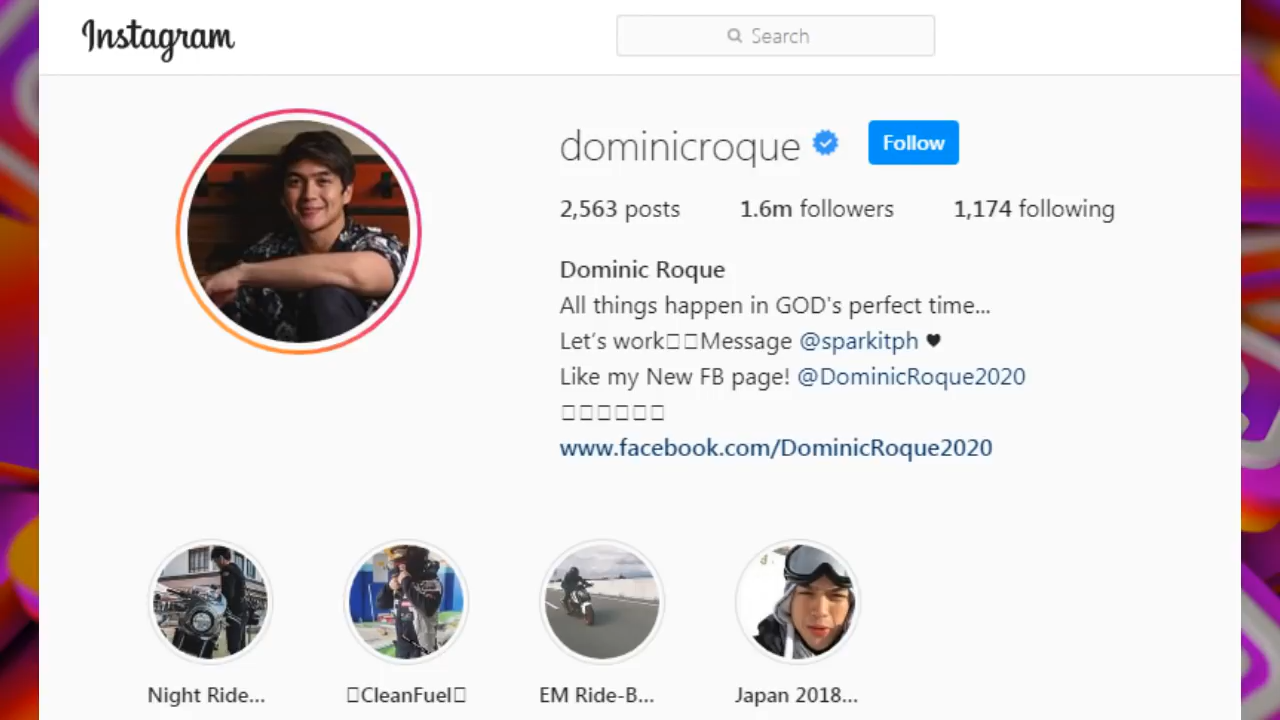 Instagram
Search
dominicroque Follow
2,563 posts 1.6m followers 1,174 following
Dominic Roque
All things happen in GOD's perfect time...
Let’s work□□Message @sparkitph ♥
Like my New FB page! @DominicRoque2020
□□□□□□
www.facebook.com/DominicRoque2020
Night Ride... □CleanFuel□ EM Ride-B... Japan 2018...